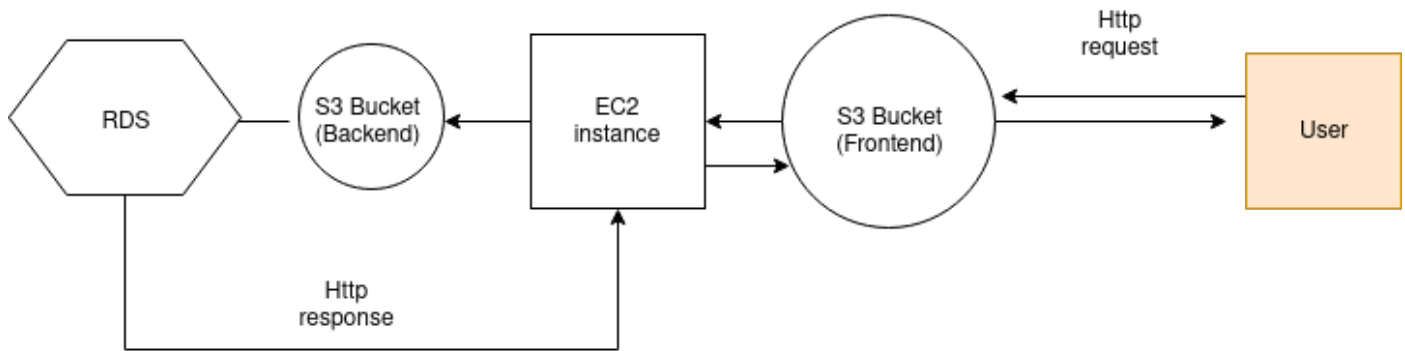 Http
request
RDS
S3 Bucket
(Backend)
EC2
instance
S3 Bucket
(Frontend)
User
Http
response